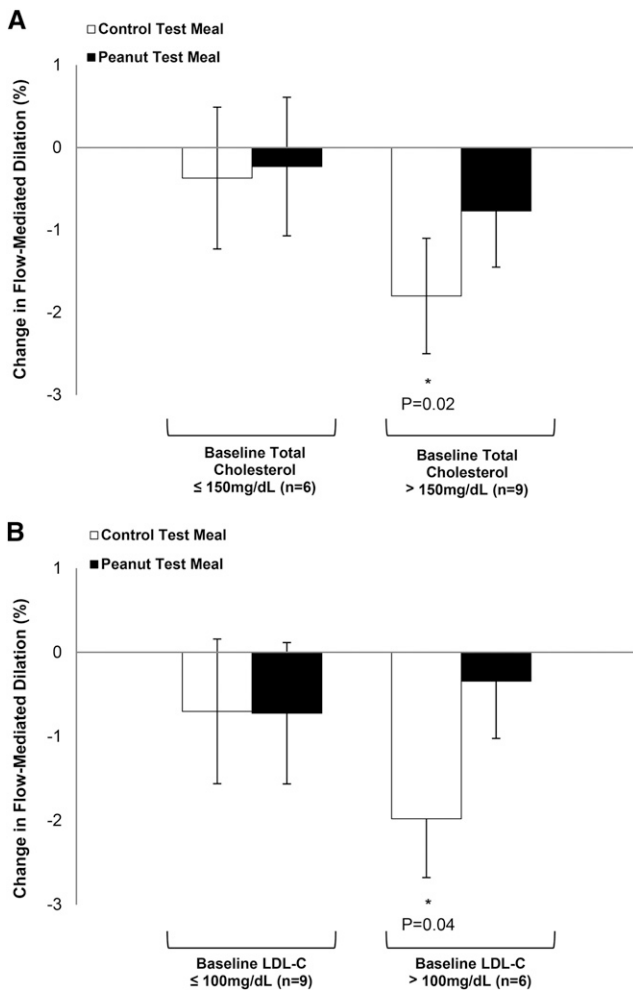 A
Control Test Meal
Peanut Test Meal
Change in Flow-Mediated Dilation (%)
1
0
-1
-2
-3
*
P=0.02
Baseline Total
Cholesterol
≤ 150mg/dL (n=6)
Baseline Total
Cholesterol
> 150mg/dL (n=9)
B
Control Test Meal
Peanut Test Meal
Change in Flow-Mediated Dilation (%)
1
0
-1
-2
-3
*
P=0.04
Baseline LDL-C
≤ 100mg/dL (n=9)
Baseline LDL-C
> 100mg/dL (n=6)